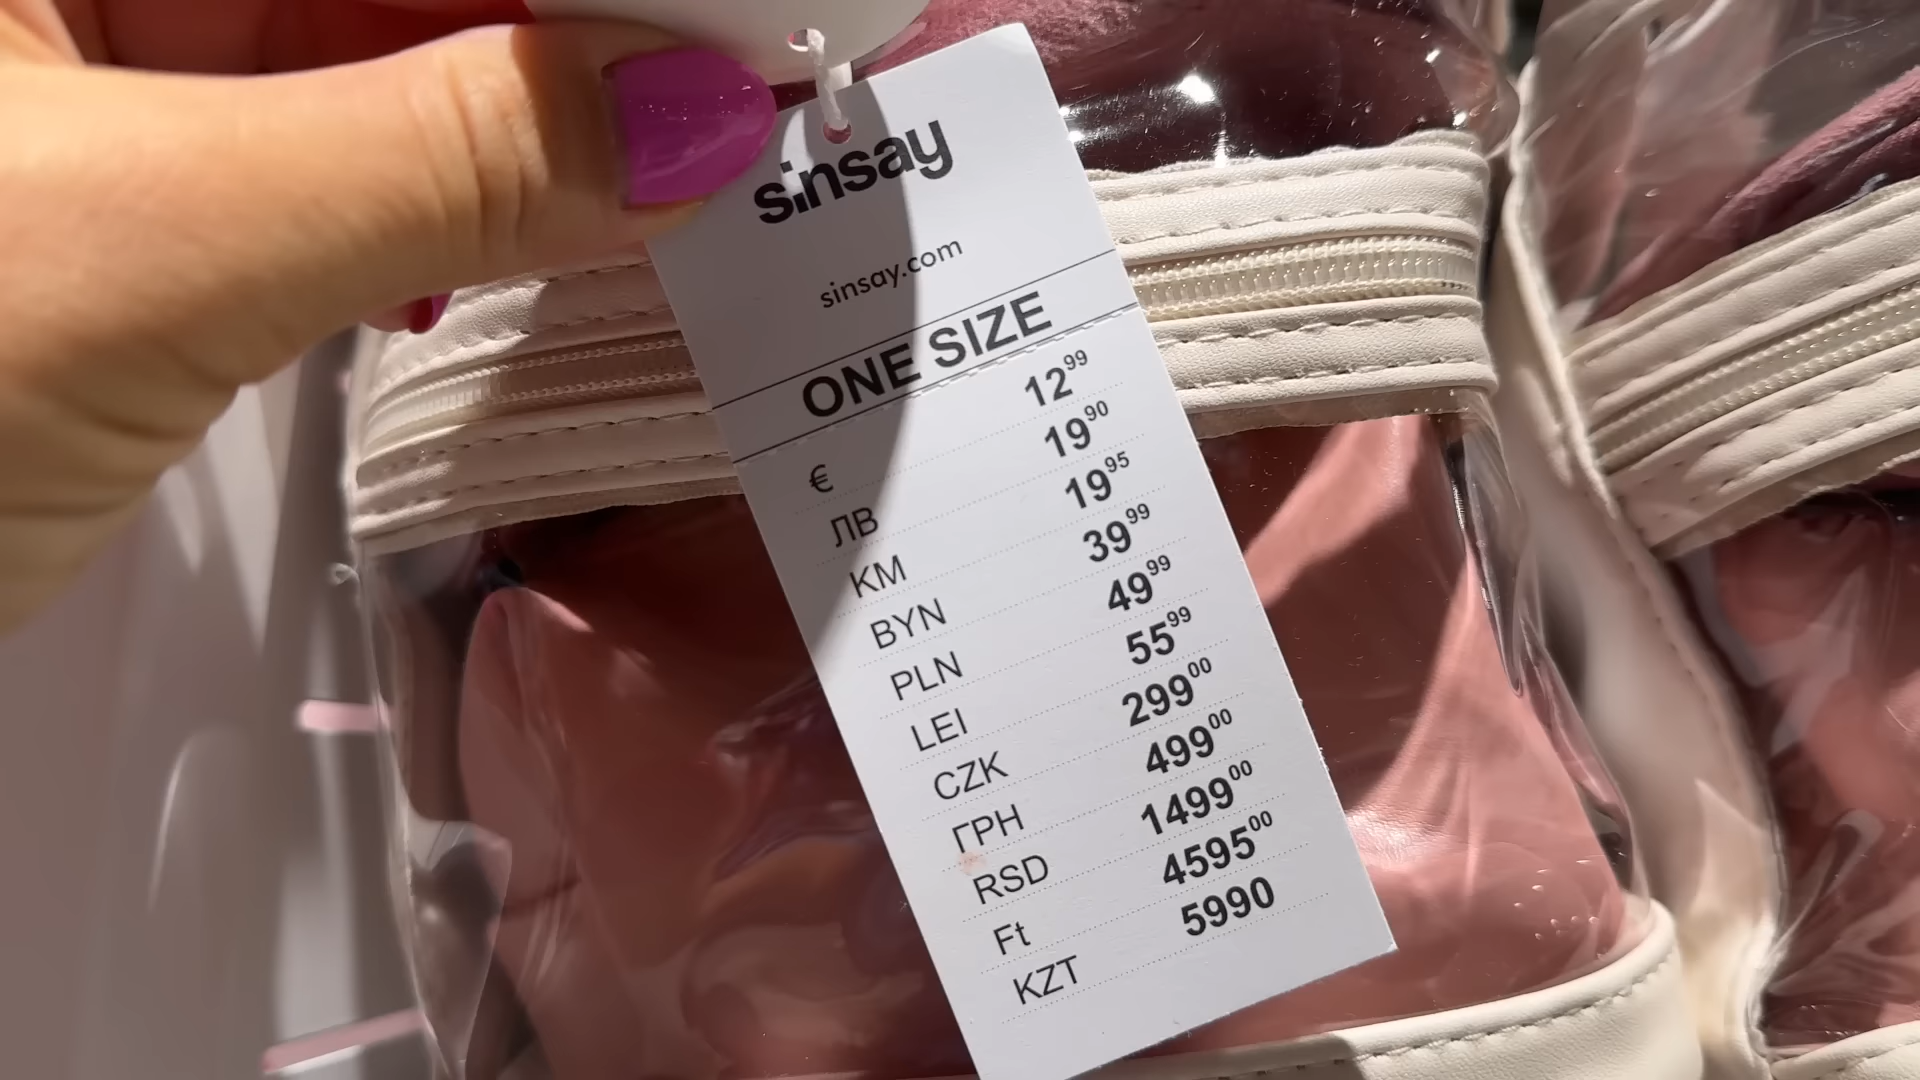 sinsay
sinsay.com
ONE SIZE
€ 12⁹⁹
ЛВ 19⁹⁰
KM 19⁹⁵
BYN 39⁹⁹
PLN 49⁹⁹
LEI 55⁹⁹
CZK 299⁰⁰
ГРН 499⁰⁰
RSD 1499⁰⁰
Ft 4595⁰⁰
KZT 5990